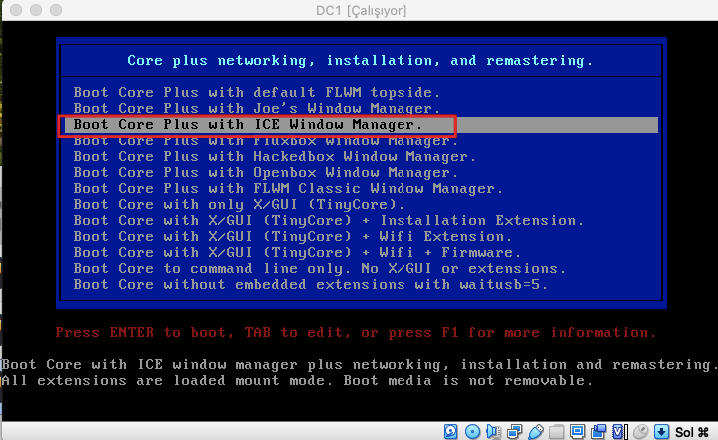 DC1 [Çalışıyor]
Core plus networking, installation, and remastering.
Boot Core Plus with default FLWM topside.
Boot Core Plus with Joe's Window Manager.
Boot Core Plus with ICE Window Manager.
Boot Core Plus with Fluxbox Window Manager.
Boot Core Plus with Hackedbox Window Manager.
Boot Core Plus with Openbox Window Manager.
Boot Core Plus with FLWM Classic Window Manager.
Boot Core with only X/GUI (TinyCore).
Boot Core with X/GUI (TinyCore) + Installation Extension.
Boot Core with X/GUI (TinyCore) + Wifi Extension.
Boot Core with X/GUI (TinyCore) + Wifi + Firmware.
Boot Core to command line only. No X/GUI or extensions.
Boot Core without embedded extensions with waitusb=5.
Press ENTER to boot, TAB to edit, or press F1 for more information.
Boot Core with ICE window manager plus networking, installation and remastering.
All extensions are loaded mount mode. Boot media is not removable.
Sol ⌘